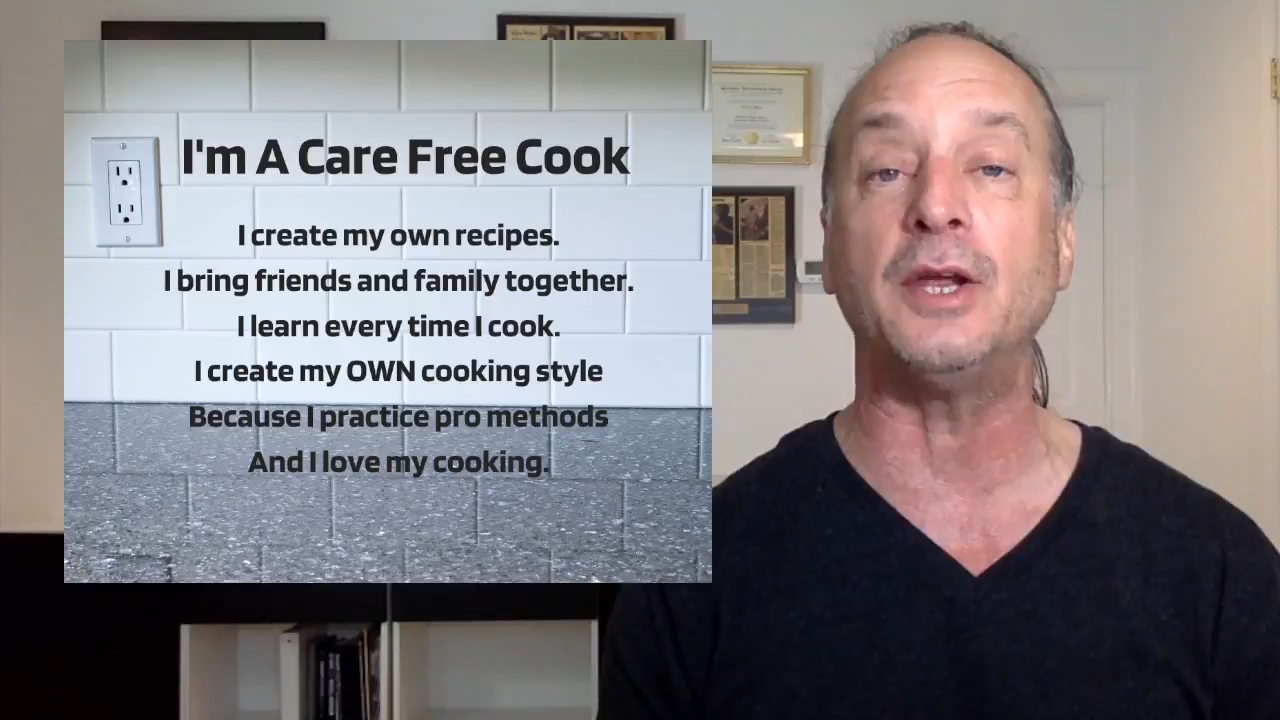 I'm A Care Free Cook
I create my own recipes.
I bring friends and family together.
I learn every time I cook.
I create my OWN cooking style
Because I practice pro methods
And I love my cooking.